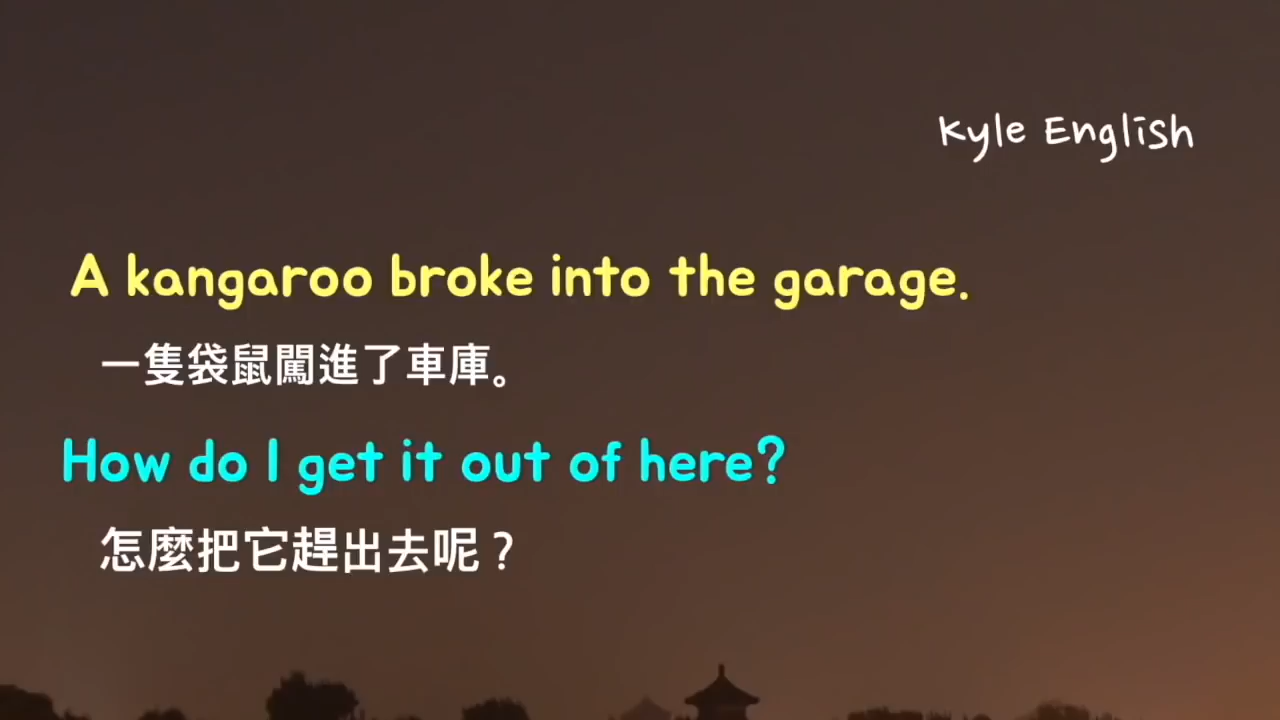 Kyle English
A kangaroo broke into the garage.
一隻袋鼠闖進了車庫。
How do I get it out of here?
怎麼把它趕出去呢？